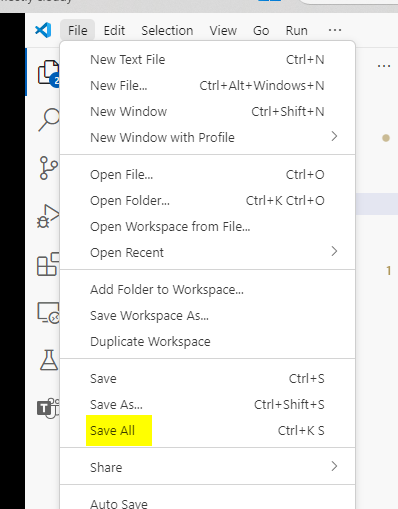 mostly cloudy
File Edit Selection View Go Run ...
New Text File Ctrl+N
New File... Ctrl+Alt+Windows+N
New Window Ctrl+Shift+N
New Window with Profile
Open File... Ctrl+O
Open Folder... Ctrl+K Ctrl+O
Open Workspace from File...
Open Recent
Add Folder to Workspace...
Save Workspace As...
Duplicate Workspace
1
Save Ctrl+S
Save As... Ctrl+Shift+S
Save All Ctrl+K S
Share
Auto Save
2
T